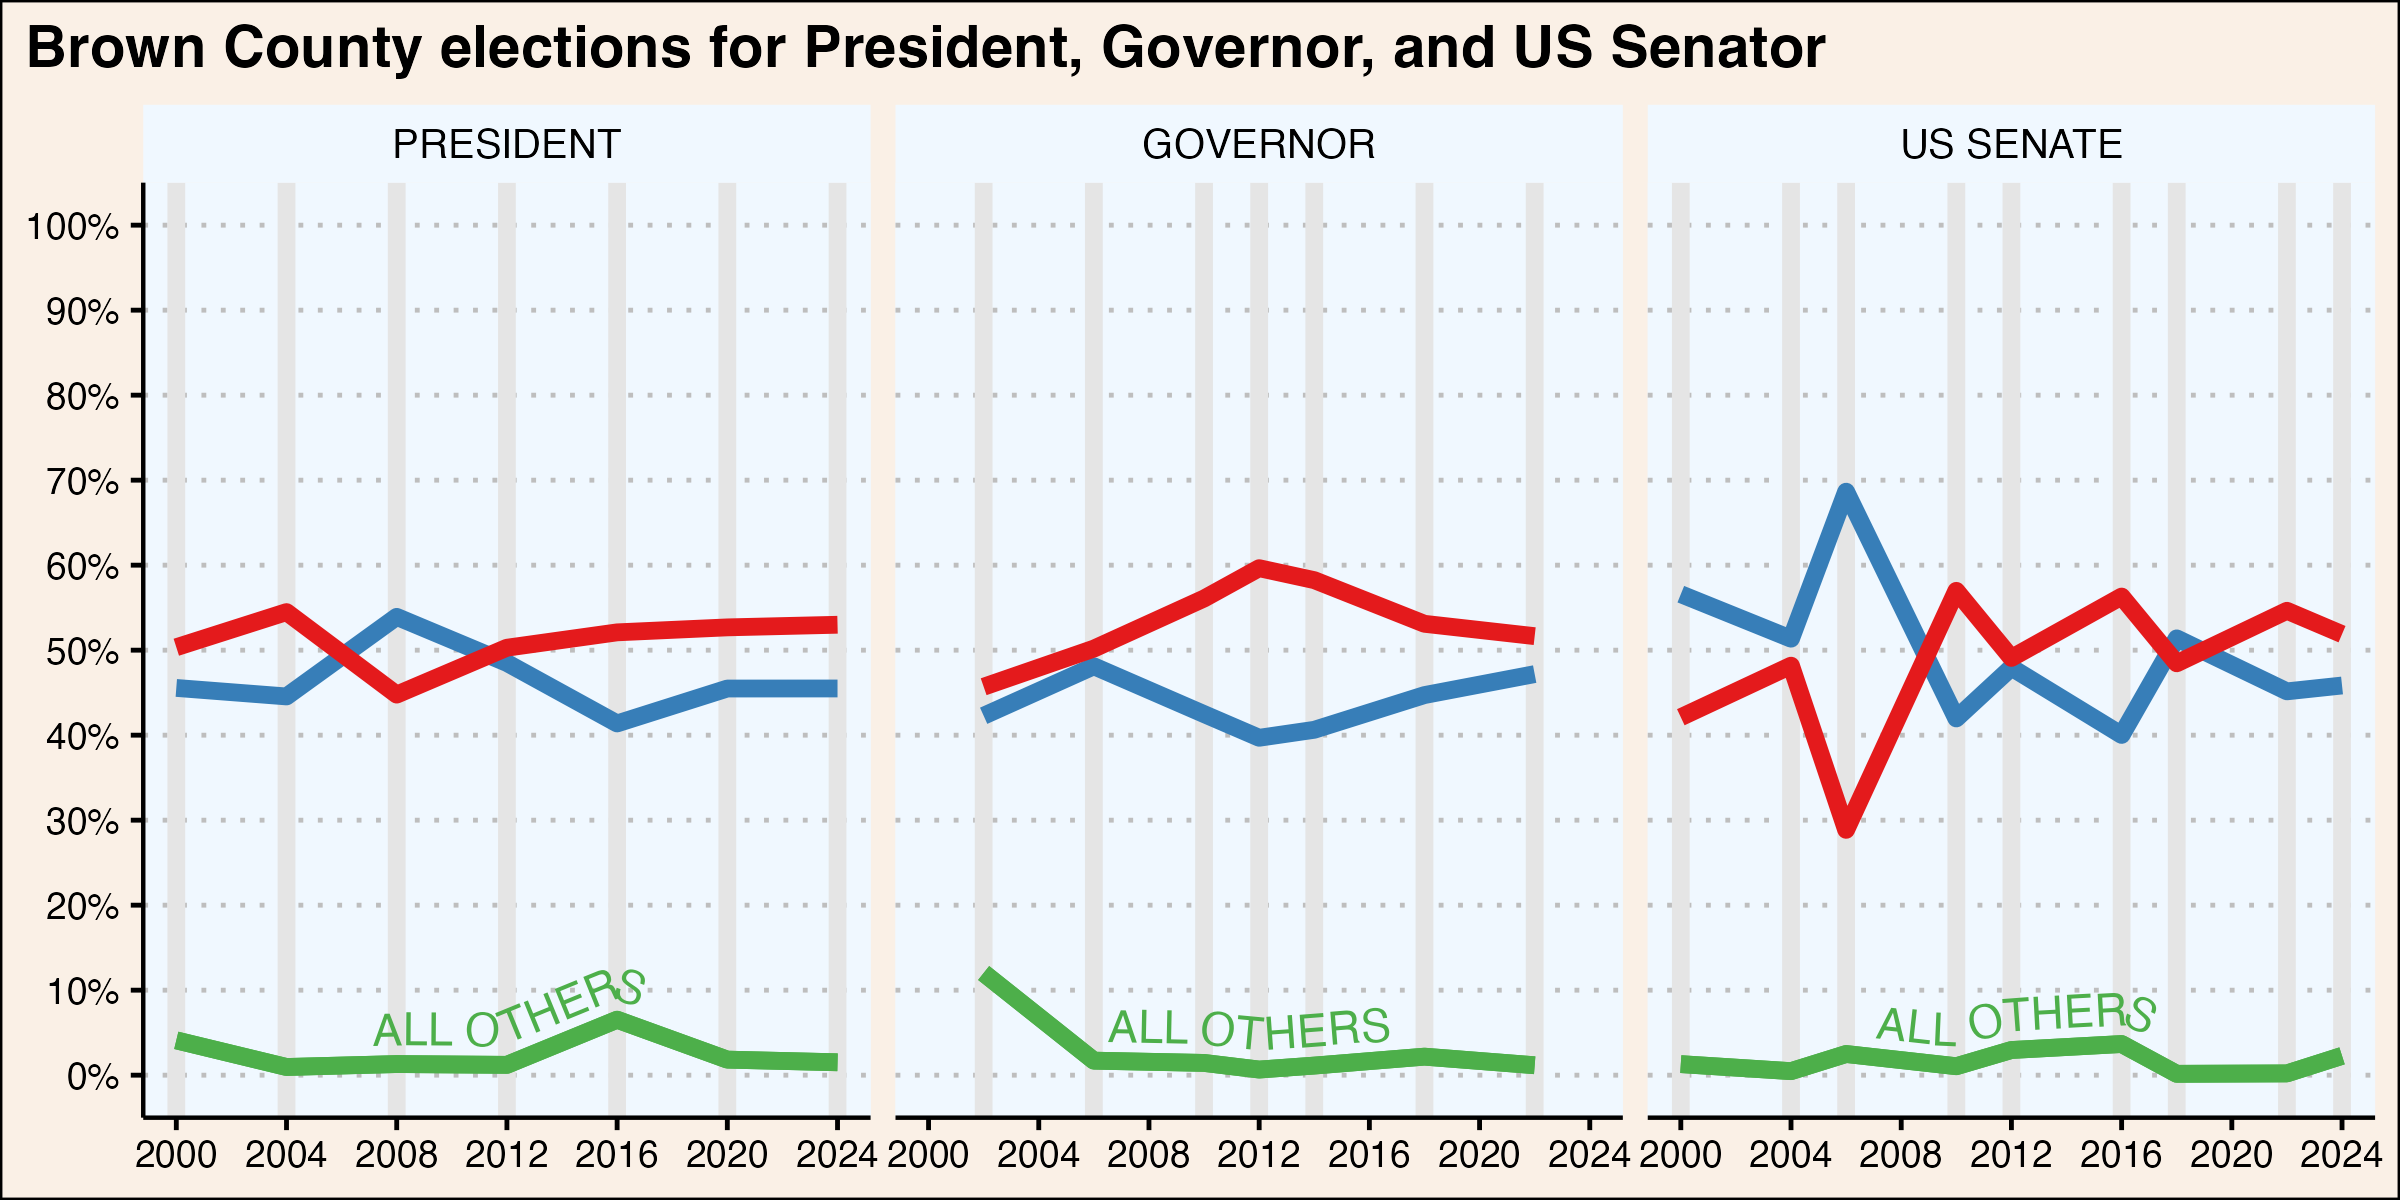 Brown County elections for President, Governor, and US Senator
PRESIDENT GOVERNOR US SENATE
100%
90%
80%
70%
60%
50%
40%
30%
20%
10%
0%
ALL OTHERS ALL OTHERS ALL OTHERS
2000 2004 2008 2012 2016 2020 2024 2000 2004 2008 2012 2016 2020 2024 2000 2004 2008 2012 2016 2020 2024